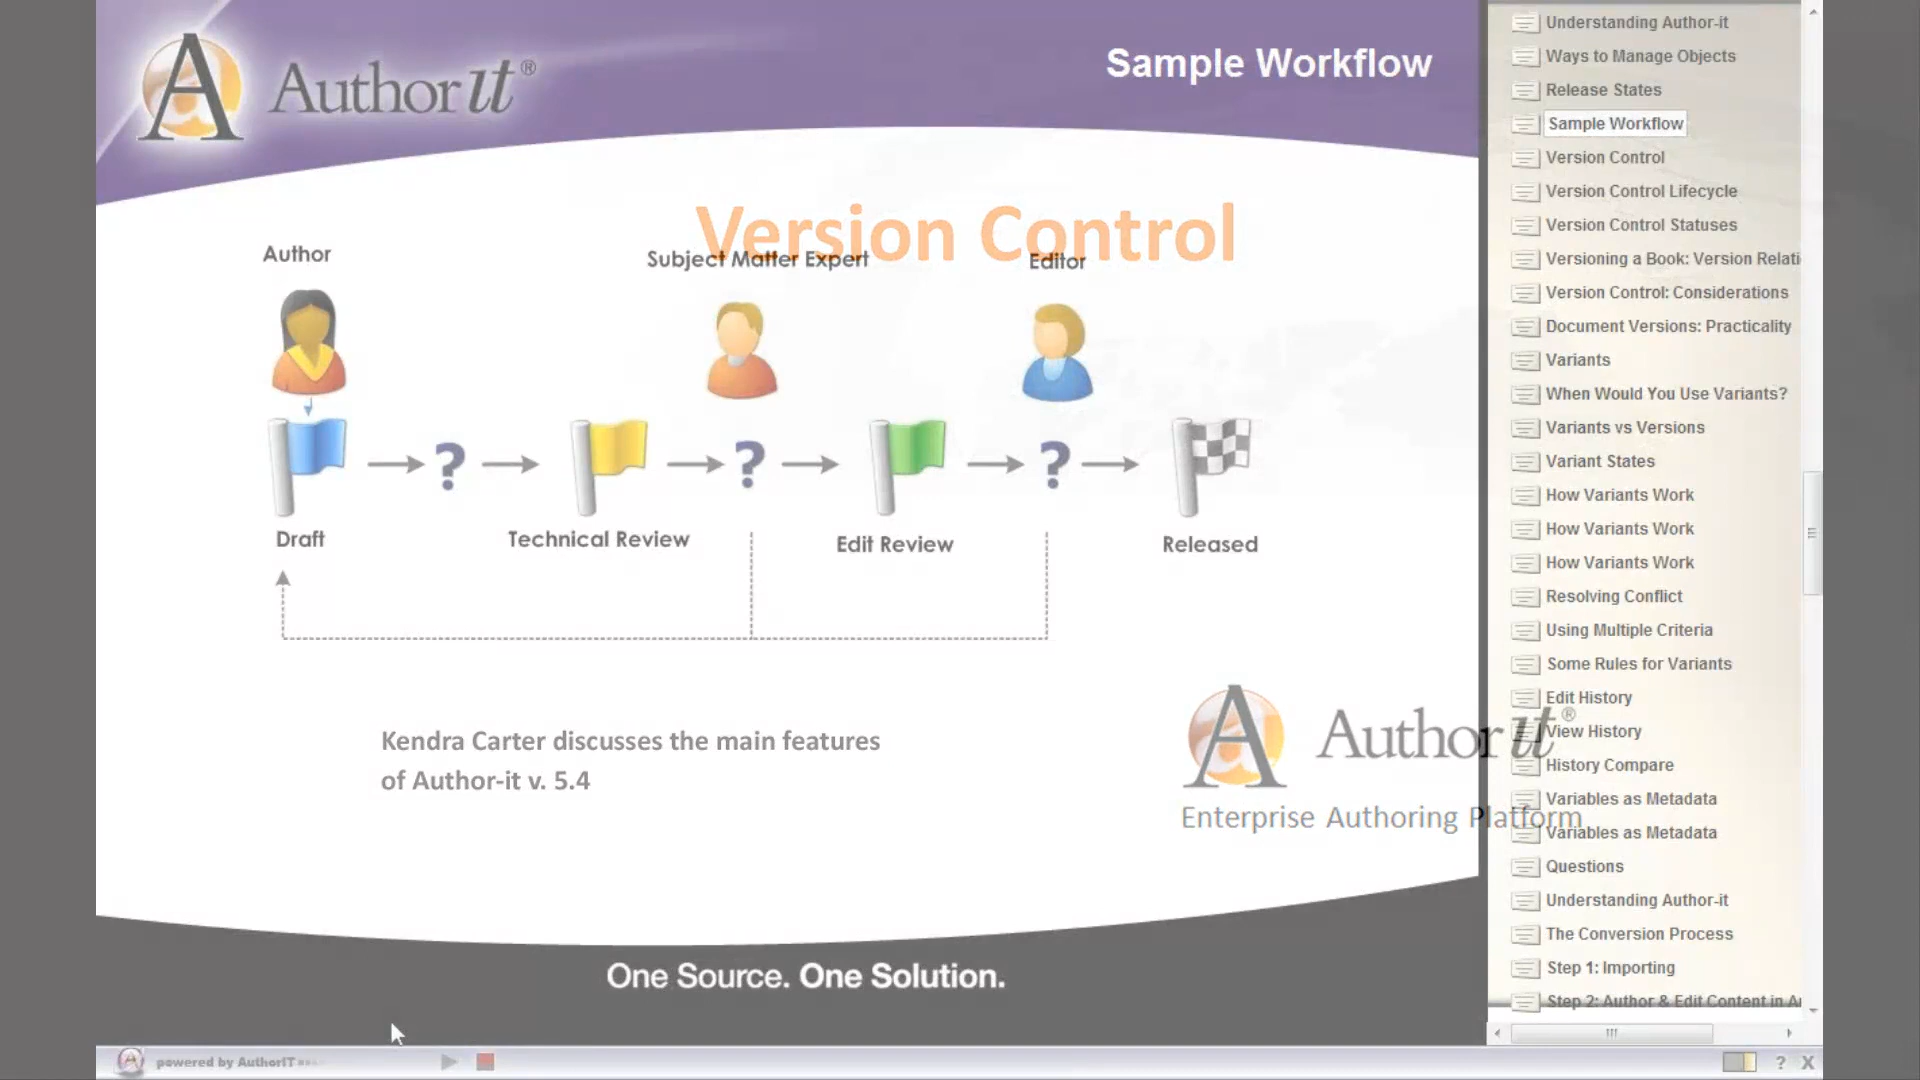 Author it®
Sample Workflow
Version Control
Author
Subject Matter Expert
Editor
?
?
?
Draft
Technical Review
Edit Review
Released
Kendra Carter discusses the main features
of Author-it v. 5.4
Author it®
Enterprise Authoring Platform
One Source. One Solution.
powered by AuthorIT
Understanding Author-it
Ways to Manage Objects
Release States
Sample Workflow
Version Control
Version Control Lifecycle
Version Control Statuses
Versioning a Book: Version Relati
Version Control: Considerations
Document Versions: Practicality
Variants
When Would You Use Variants?
Variants vs Versions
Variant States
How Variants Work
How Variants Work
How Variants Work
Resolving Conflict
Using Multiple Criteria
Some Rules for Variants
Edit History
View History
History Compare
Variables as Metadata
Variables as Metadata
Questions
Understanding Author-it
The Conversion Process
Step 1: Importing
Step 2: Author & Edit Content in A
? X